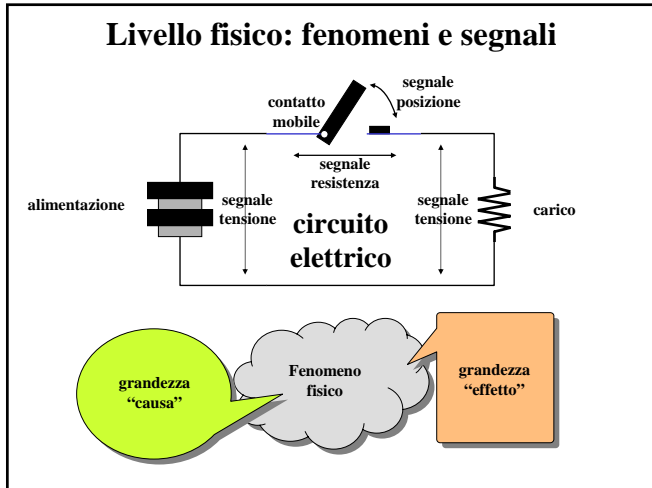 Livello fisico: fenomeni e segnali
segnale
posizione
contatto
mobile
segnale
resistenza
alimentazione
segnale
tensione
circuito
elettrico
segnale
tensione
carico
grandezza
“causa”
Fenomeno
fisico
grandezza
“effetto”